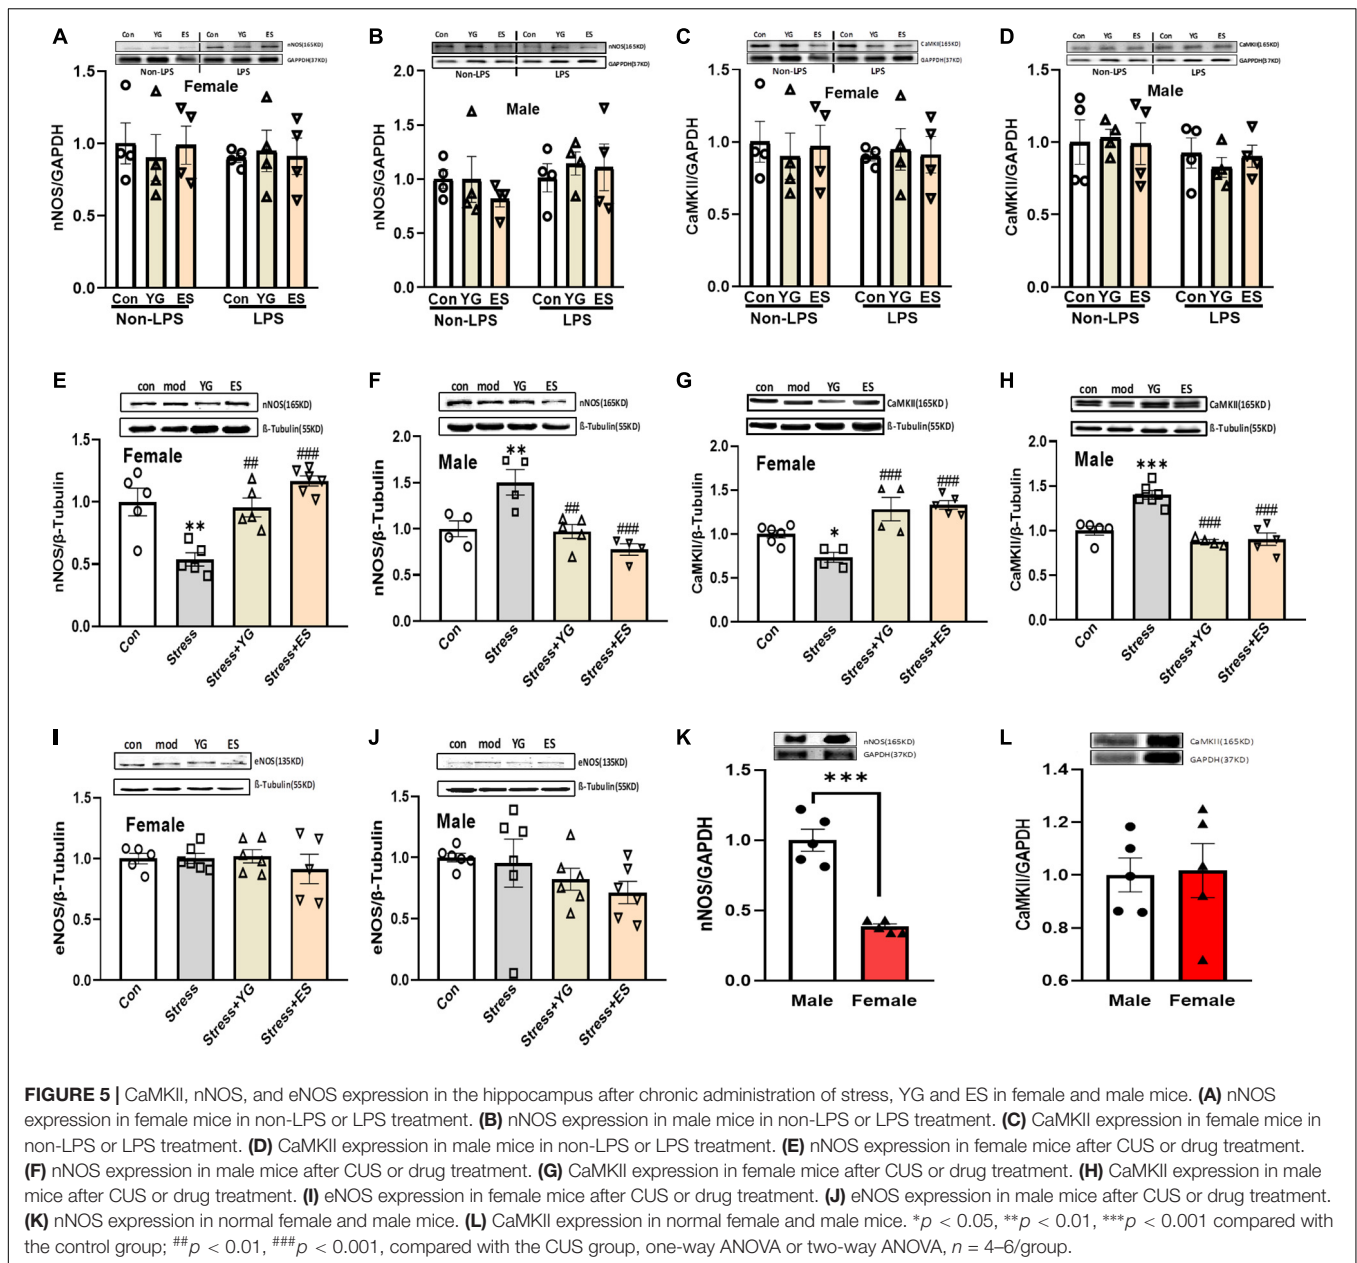 A
Con YG ES Con YG ES
nNOS(165KD)
GAPPDH(37KD)
Non-LPS LPS
Female
nNOS/GAPDH
1.5
1.0
0.5
0.0
Con YG ES Con YG ES
Non-LPS LPS
B
Con YG ES Con YG ES
nNOS(165KD)
GAPPDH(37KD)
Non-LPS LPS
Male
nNOS/GAPDH
2.0
1.5
1.0
0.5
0.0
Con YG ES Con YG ES
Non-LPS LPS
C
Con YG ES Con YG ES
CaMKII(165KD)
GAPPDH(37KD)
Non-LPS LPS
Female
CaMKII/GAPDH
1.5
1.0
0.5
0.0
Con YG ES Con YG ES
Non-LPS LPS
D
Con YG ES Con YG ES
CaMKII(165KD)
GAPPDH(37KD)
Non-LPS LPS
Male
CaMKII/GAPDH
1.5
1.0
0.5
0.0
Con YG ES Con YG ES
Non-LPS LPS
E
con mod YG ES
nNOS(165KD)
ß-Tubulin(55KD)
Female
nNOS/β-Tubulin
1.5
1.0
0.5
0.0
**
##
###
Con Stress Stress+YG Stress+ES
F
con mod YG ES
nNOS(165KD)
ß-Tubulin(55KD)
Male
nNOS/β-Tubulin
2.0
1.5
1.0
0.5
0.0
**
##
###
Con Stress Stress+YG Stress+ES
G
con mod YG ES
CaMKII(165KD)
ß-Tubulin(55KD)
Female
CaMKII/β-Tubulin
2.0
1.5
1.0
0.5
0.0
*
###
###
Con Stress Stress+YG Stress+ES
H
con mod YG ES
CaMKII(165KD)
ß-Tubulin(55KD)
Male
CaMKII/β-Tubulin
2.0
1.5
1.0
0.5
0.0
***
###
###
Con Stress Stress+YG Stress+ES
I
con mod YG ES
eNOS(135KD)
ß-Tubulin(55KD)
Female
eNOS/β-Tubulin
1.5
1.0
0.5
0.0
Con Stress Stress+YG Stress+ES
J
con mod YG ES
eNOS(135KD)
ß-Tubulin(55KD)
Male
eNOS/β-Tubulin
1.5
1.0
0.5
0.0
Con Stress Stress+YG Stress+ES
K
nNOS(165KD)
GAPDH(37KD)
***
nNOS/GAPDH
1.5
1.0
0.5
0.0
Male Female
L
CaMKII(165KD)
GAPDH(37KD)
CaMKII/GAPDH
1.4
1.2
1.0
0.8
0.6
Male Female
FIGURE 5 | CaMKII, nNOS, and eNOS expression in the hippocampus after chronic administration of stress, YG and ES in female and male mice. (A) nNOS
expression in female mice in non-LPS or LPS treatment. (B) nNOS expression in male mice in non-LPS or LPS treatment. (C) CaMKII expression in female mice in
non-LPS or LPS treatment. (D) CaMKII expression in male mice in non-LPS or LPS treatment. (E) nNOS expression in female mice after CUS or drug treatment.
(F) nNOS expression in male mice after CUS or drug treatment. (G) CaMKII expression in female mice after CUS or drug treatment. (H) CaMKII expression in male
mice after CUS or drug treatment. (I) eNOS expression in female mice after CUS or drug treatment. (J) eNOS expression in male mice after CUS or drug treatment.
(K) nNOS expression in normal female and male mice. (L) CaMKII expression in normal female and male mice. *p < 0.05, **p < 0.01, ***p < 0.001 compared with
the control group; ##p < 0.01, ###p < 0.001, compared with the CUS group, one-way ANOVA or two-way ANOVA, n = 4–6/group.